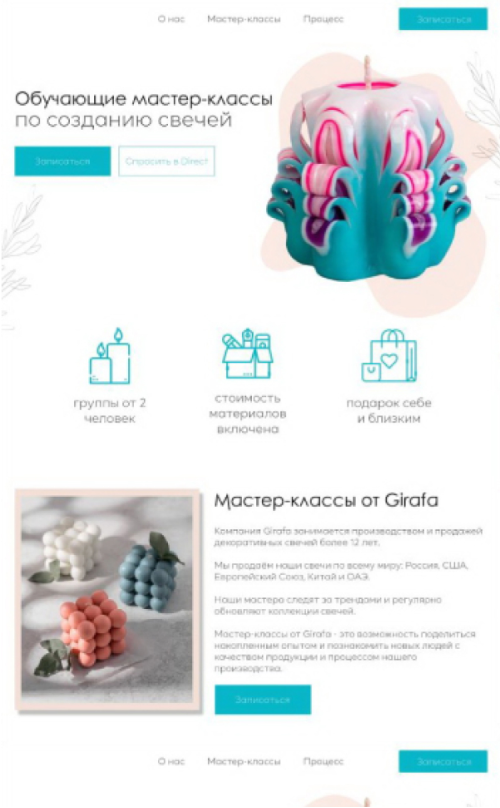 О нас Мастер-классы Процесс Записаться
Обучающие мастер-классы
по созданию свечей
Записаться Спросить в Direct
группы от 2
человек
стоимость
материалов
включена
подарок себе
и близким
Мастер-классы от Girafa
Компания Girafa занимается производством и продажей
декоративных свечей более 12 лет.
Мы продаём наши свечи по всему миру: Россия, США,
Европейский Союз, Китай и ОАЭ.
Наши мастера следят за трендами и регулярно
обновляют коллекции свечей.
Мастер-классы от Girafa - это возможность поделиться
накопленным опытом и познакомить новых людей с
качеством продукции и процессом нашего
производства.
Записаться
О нас Мастер-классы Процесс Записаться